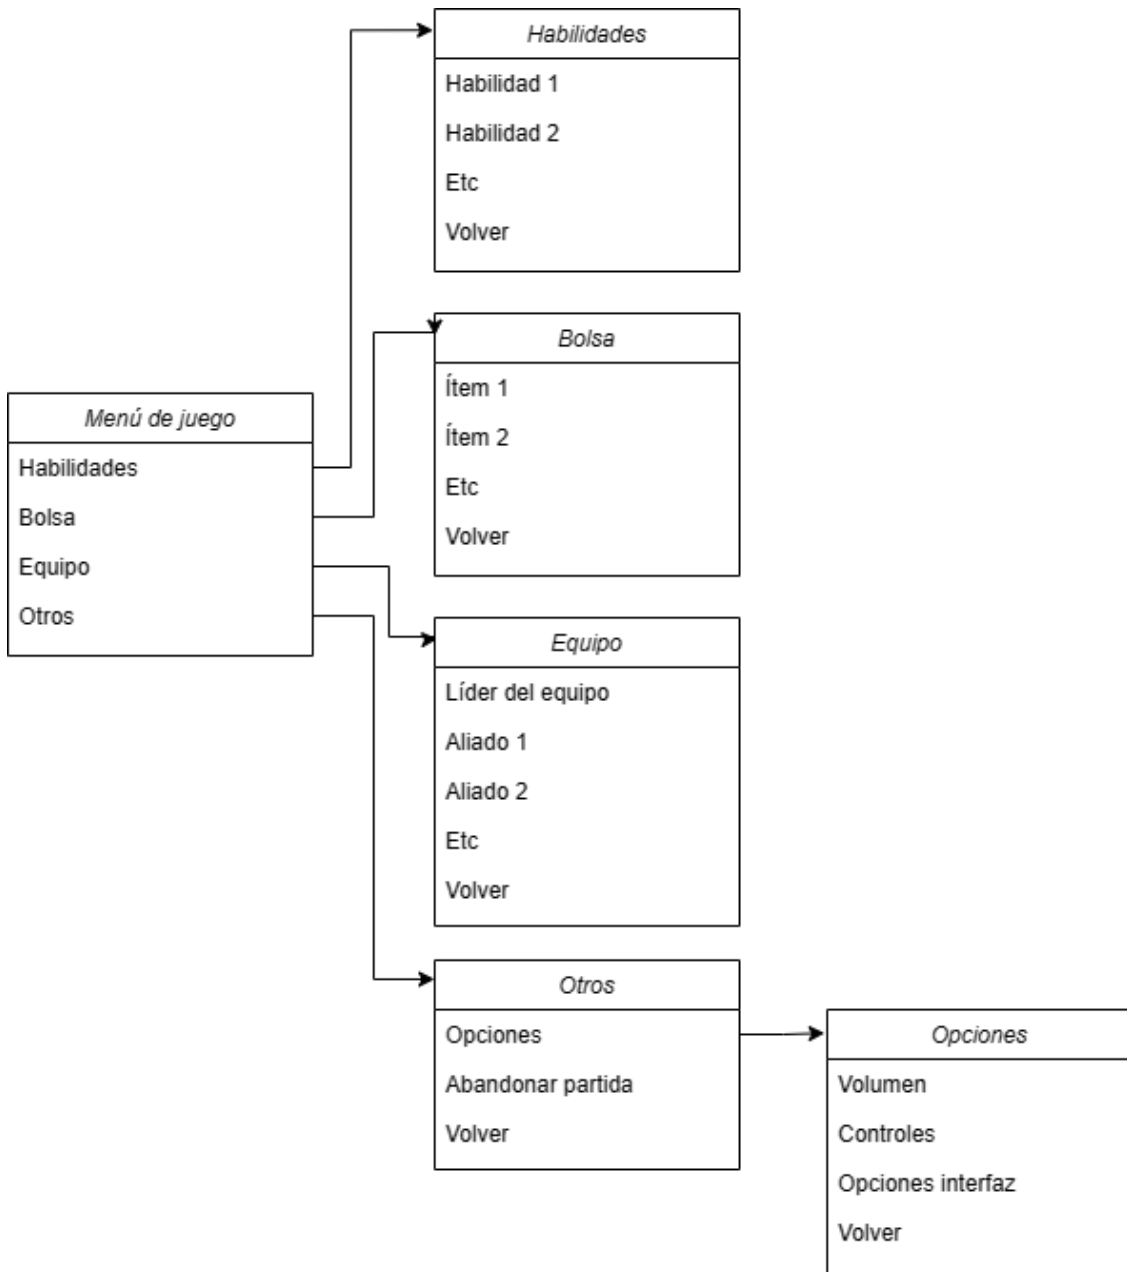 Habilidades
Habilidad 1
Habilidad 2
Etc
Volver
Bolsa
Ítem 1
Ítem 2
Etc
Volver
Menú de juego
Habilidades
Bolsa
Equipo
Otros
Equipo
Líder del equipo
Aliado 1
Aliado 2
Etc
Volver
Otros
Opciones
Abandonar partida
Volver
Opciones
Volumen
Controles
Opciones interfaz
Volver